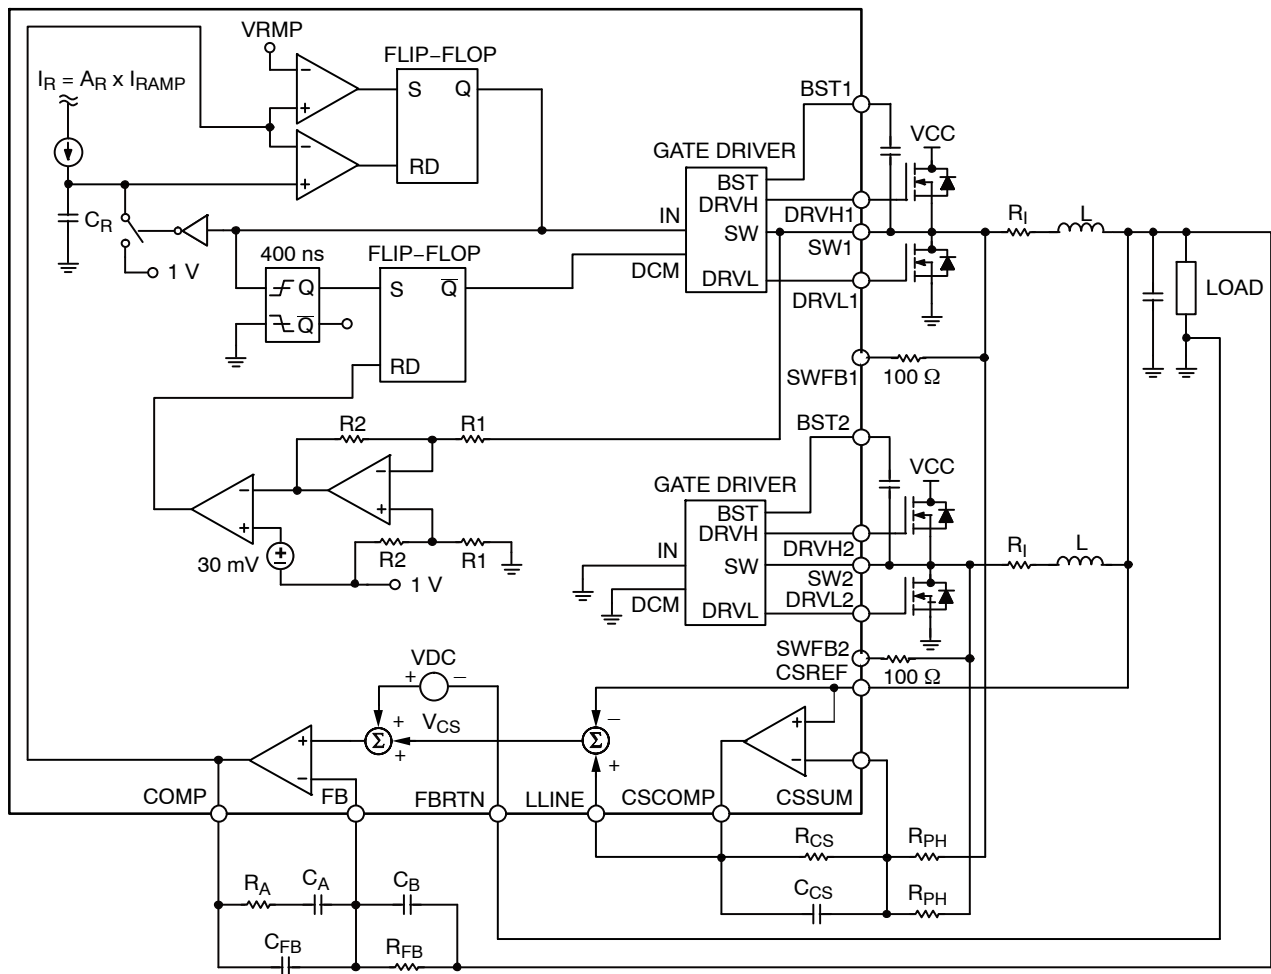 VRMP
FLIP–FLOP
I_R = A_R x I_RAMP
S Q
RD
BST1
VCC
GATE DRIVER
BST
DRVH
IN
SW
DCM
DRVL
DRVH1
SW1
DRVL1
R_I
L
LOAD
C_R
1 V
400 ns
Q
Q̅
FLIP–FLOP
S Q̅
RD
SWFB1
100 Ω
R2
R1
BST2
VCC
GATE DRIVER
BST
DRVH
IN
SW
DCM
DRVL
DRVH2
SW2
DRVL2
R_I
L
–
+
30 mV
R2
R1
1 V
SWFB2
100 Ω
CSREF
VDC
+ –
V_CS
Σ
+
+
Σ
–
+
+
–
+
–
COMP
FB
FBRTN
LLINE
CSCOMP
CSSUM
R_CS
R_PH
C_CS
R_PH
R_A
C_A
C_B
C_FB
R_FB